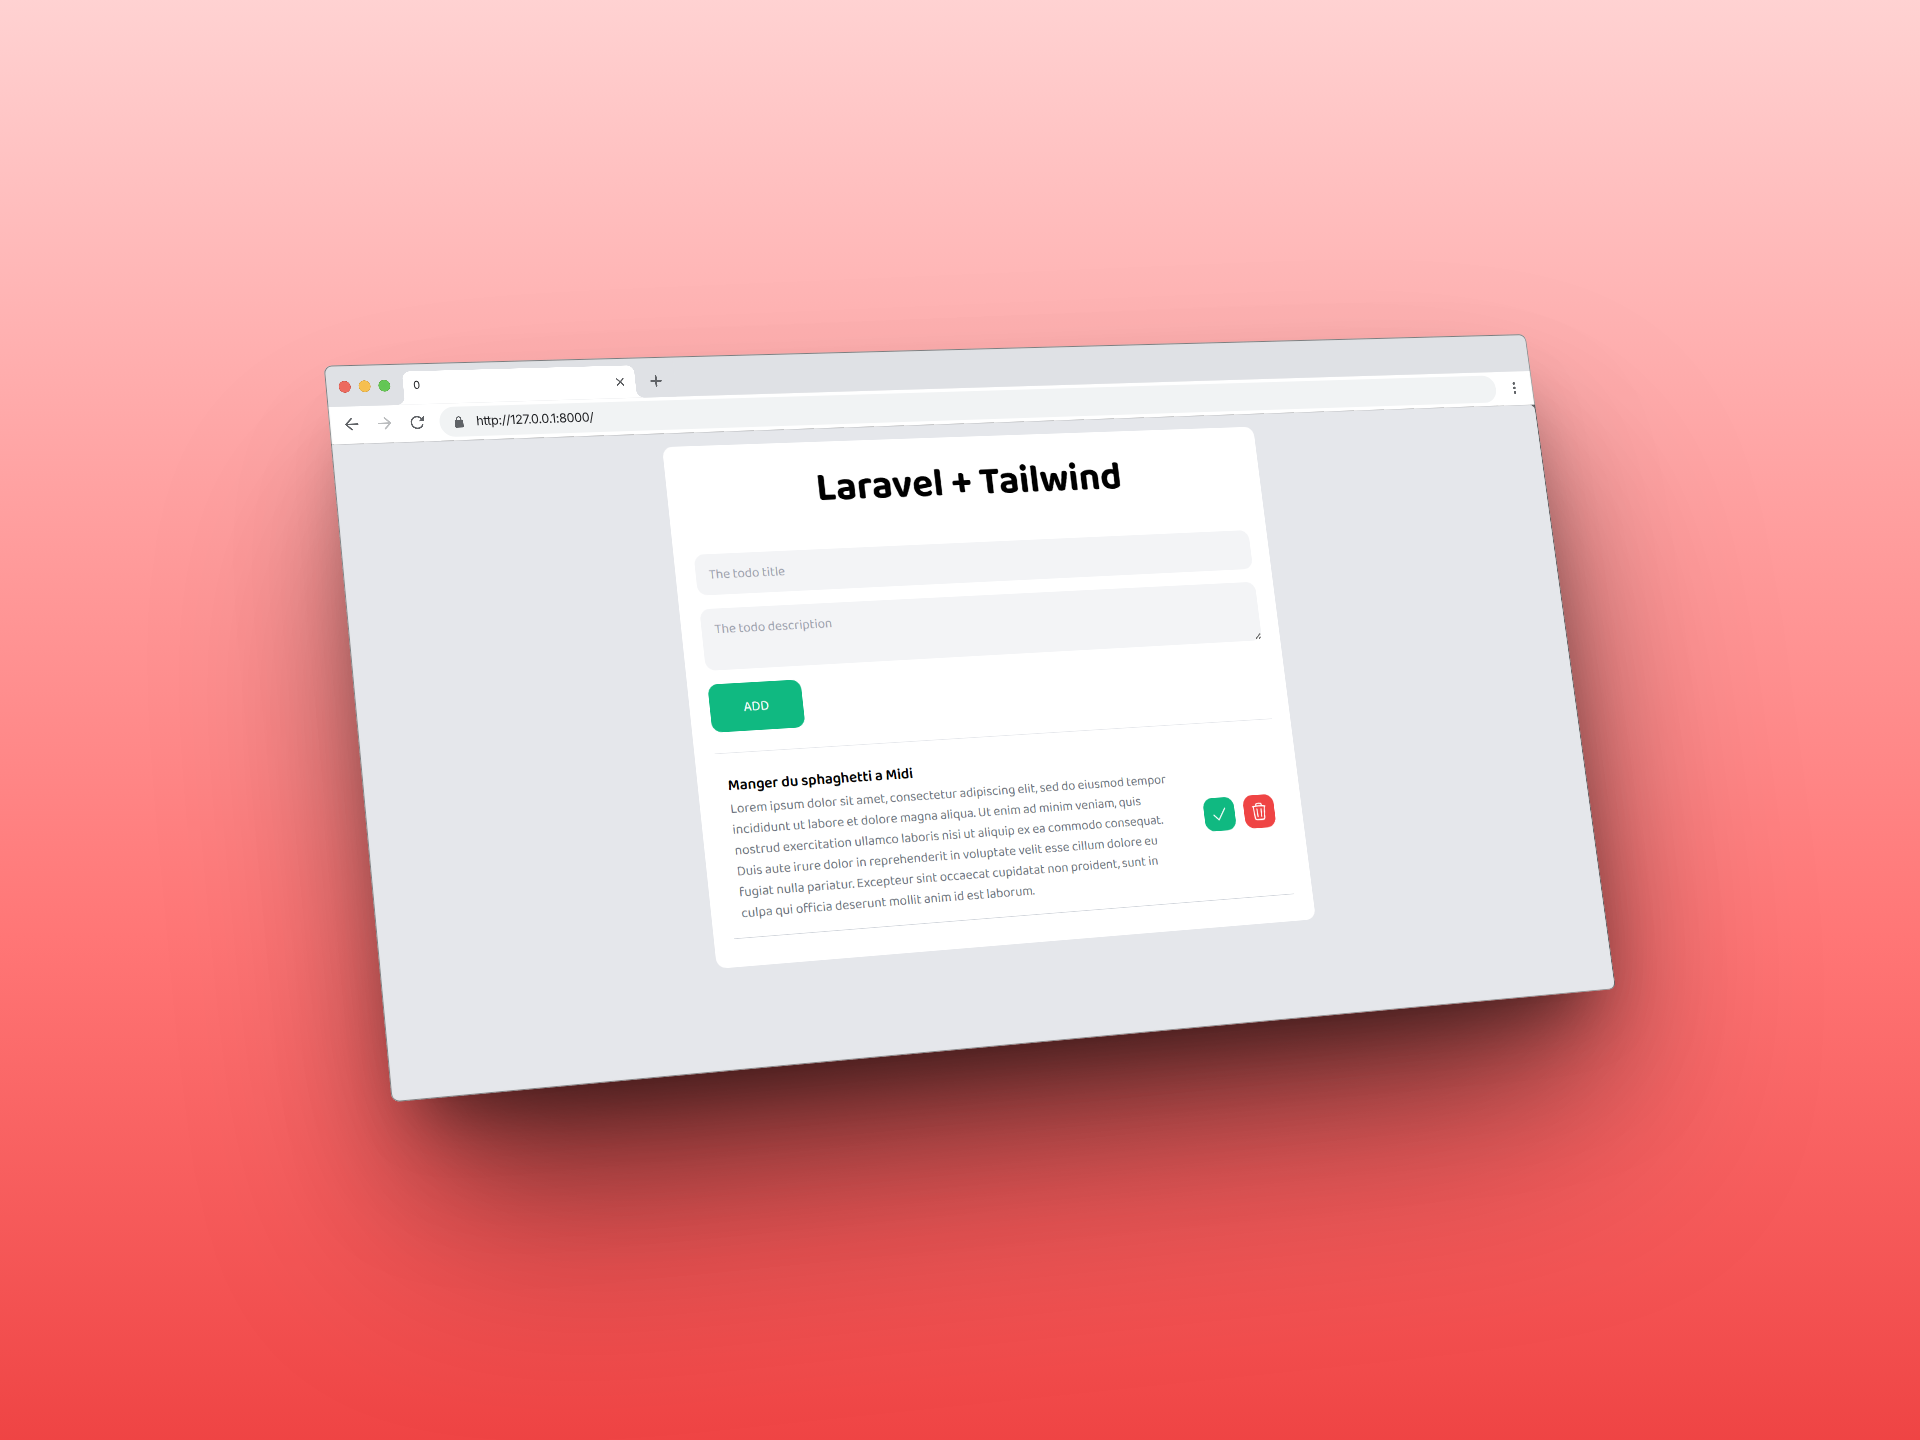 0
http://127.0.0.1:8000/
Laravel + Tailwind
The todo title
The todo description
ADD
Manger du sphaghetti a Midi
Lorem ipsum dolor sit amet, consectetur adipiscing elit, sed do eiusmod tempor
incididunt ut labore et dolore magna aliqua. Ut enim ad minim veniam, quis
nostrud exercitation ullamco laboris nisi ut aliquip ex ea commodo consequat.
Duis aute irure dolor in reprehenderit in voluptate velit esse cillum dolore eu
fugiat nulla pariatur. Excepteur sint occaecat cupidatat non proident, sunt in
culpa qui officia deserunt mollit anim id est laborum.